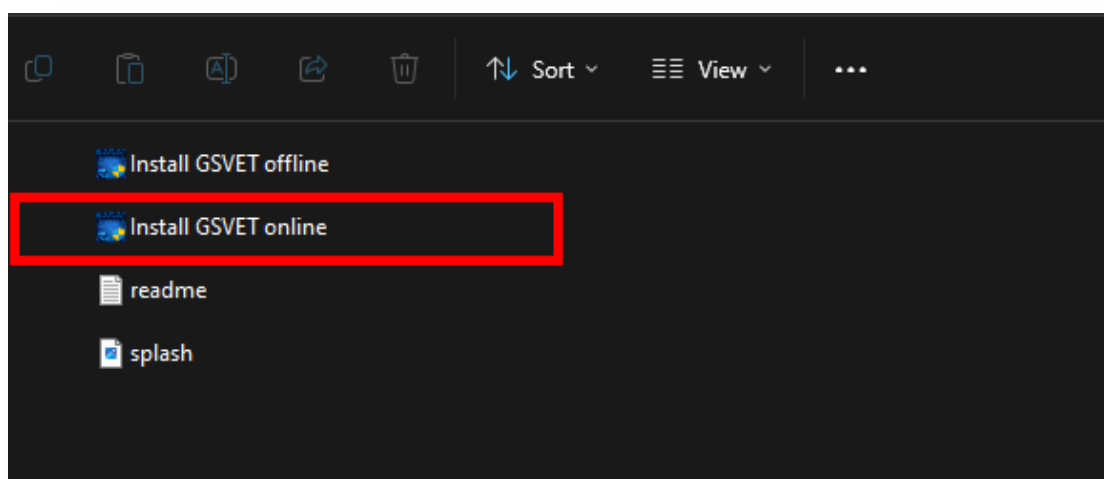 Sort View
Install GSVET offline
Install GSVET online
readme
splash